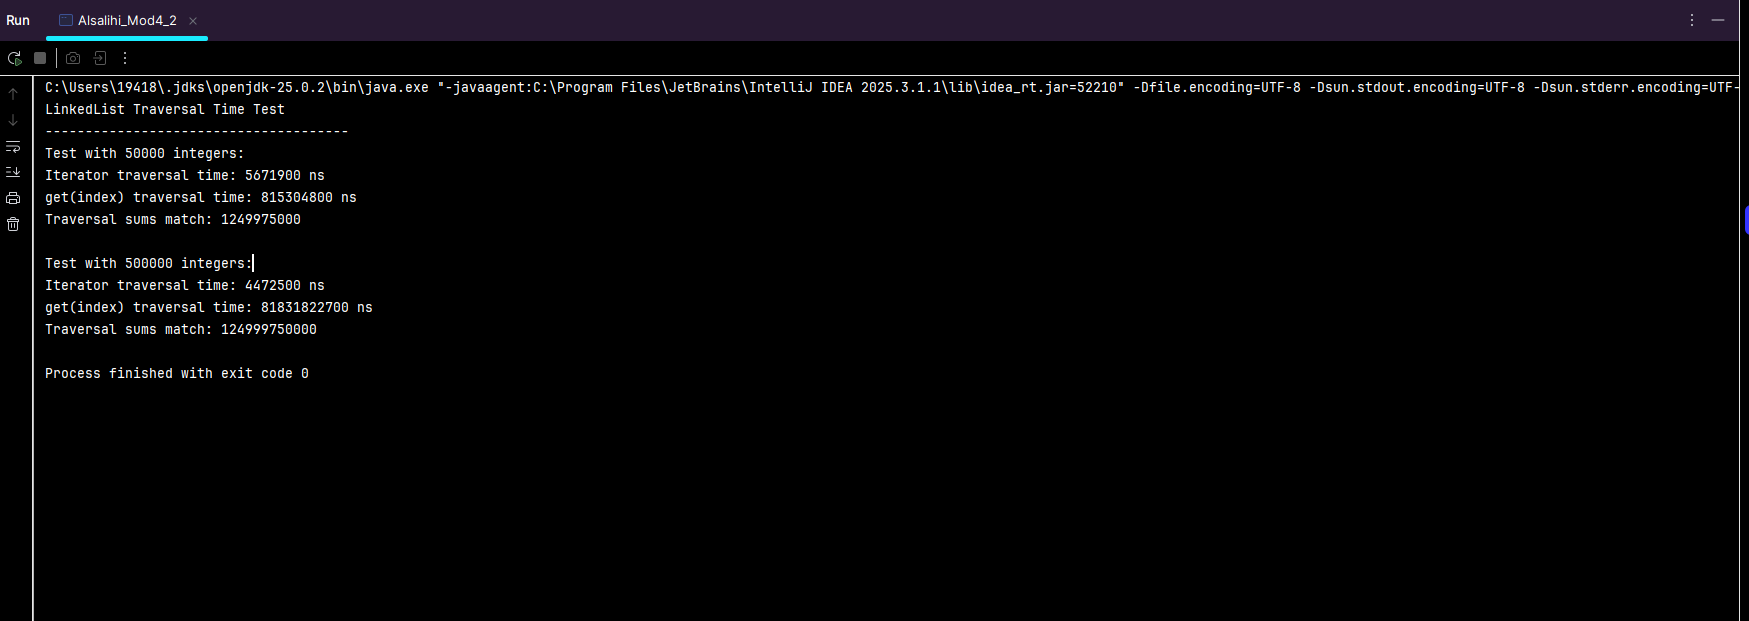 Run Alsalihi_Mod4_2
C:\Users\19418\.jdks\openjdk-25.0.2\bin\java.exe "-javaagent:C:\Program Files\JetBrains\IntelliJ IDEA 2025.3.1.1\lib\idea_rt.jar=52210" -Dfile.encoding=UTF-8 -Dsun.stdout.encoding=UTF-8 -Dsun.stderr.encoding=UTF-
LinkedList Traversal Time Test
--------------------------------------
Test with 50000 integers:
Iterator traversal time: 5671900 ns
get(index) traversal time: 815304800 ns
Traversal sums match: 1249975000
Test with 500000 integers:
Iterator traversal time: 4472500 ns
get(index) traversal time: 81831822700 ns
Traversal sums match: 124999750000
Process finished with exit code 0